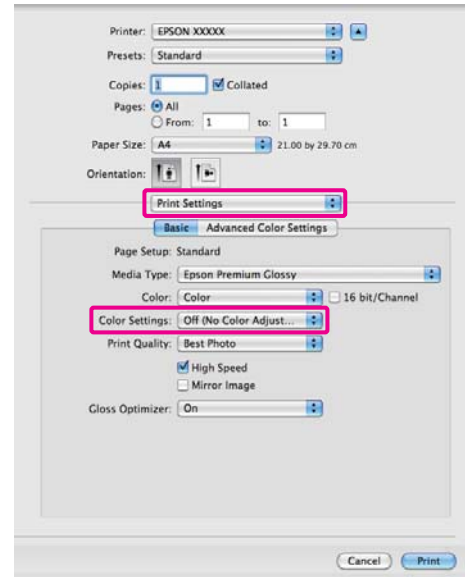 Printer: EPSON XXXXX
Presets: Standard
Copies: 1 Collated
Pages: All
From: 1 to: 1
Paper Size: A4 21.00 by 29.70 cm
Orientation:
Print Settings
Basic Advanced Color Settings
Page Setup: Standard
Media Type: Epson Premium Glossy
Color: Color 16 bit/Channel
Color Settings: Off (No Color Adjust...
Print Quality: Best Photo
High Speed
Mirror Image
Gloss Optimizer: On
Cancel Print